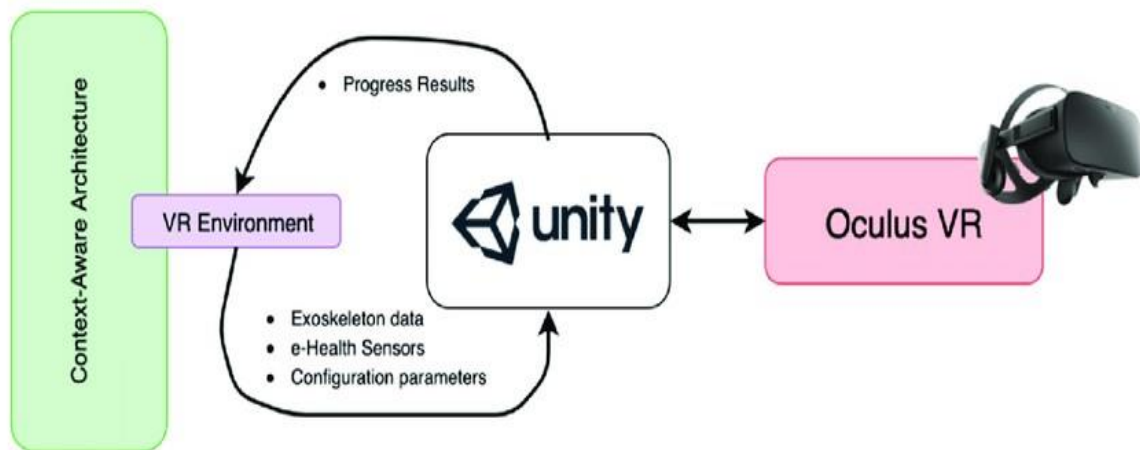 Context-Aware Architecture
• Progress Results
VR Environment
unity
Oculus VR
• Exoskeleton data
• e-Health Sensors
• Configuration parameters